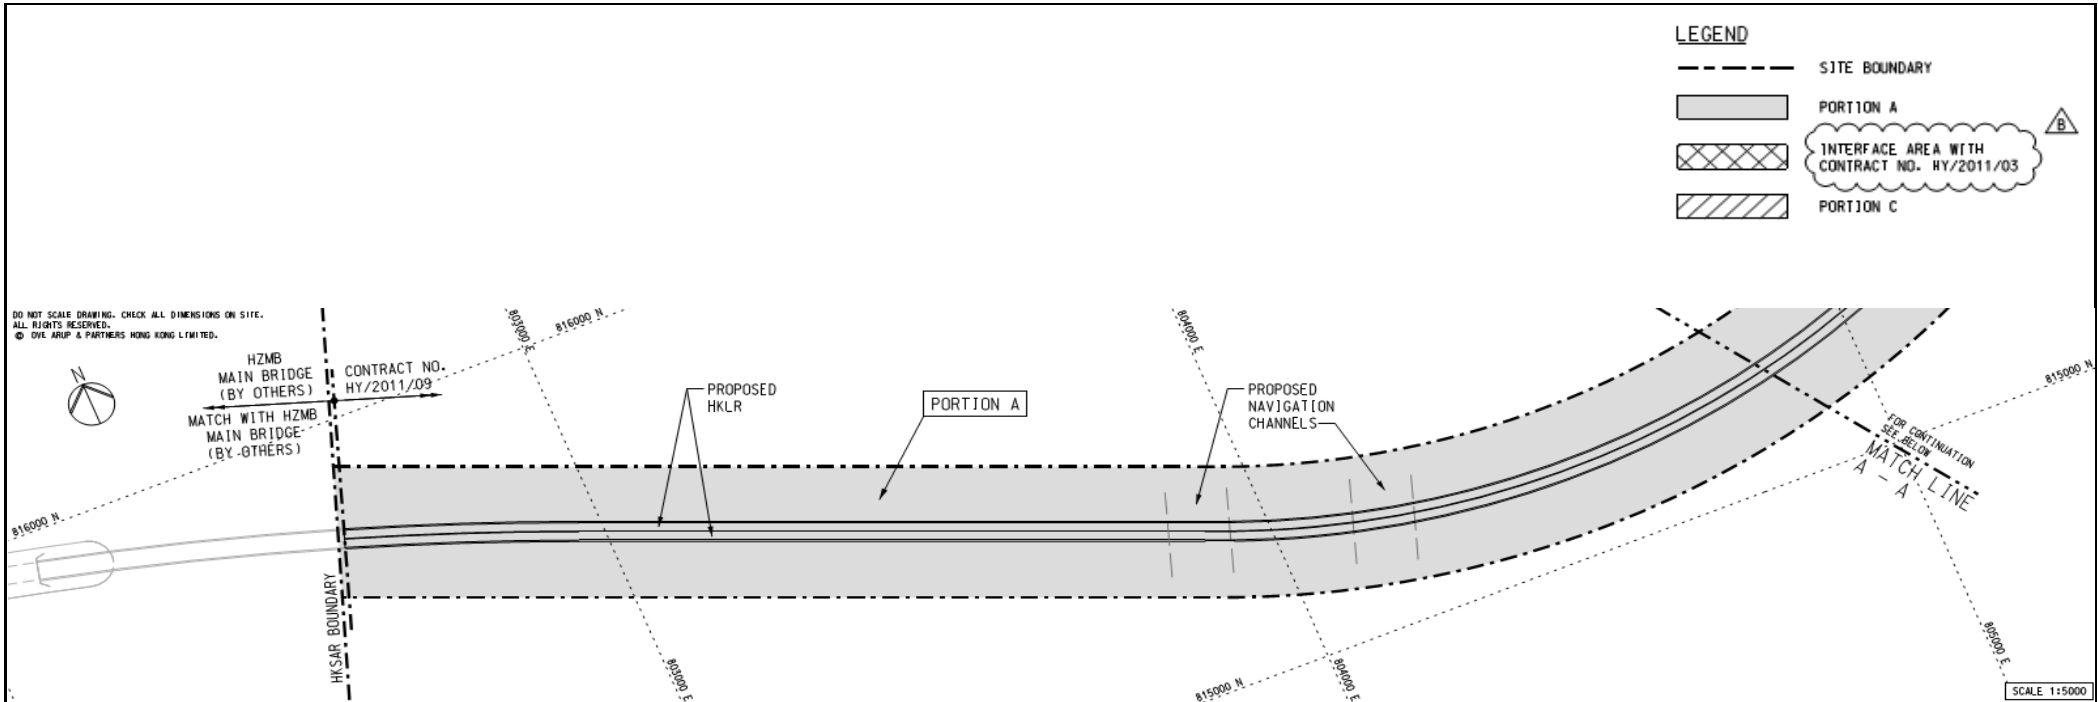 LEGEND
SITE BOUNDARY
PORTION A
B
INTERFACE AREA WITH
CONTRACT NO. HY/2011/03
PORTION C
DO NOT SCALE DRAWING. CHECK ALL DIMENSIONS ON SITE.
ALL RIGHTS RESERVED.
© OVE ARUP & PARTNERS HONG KONG LIMITED.
N
HZMB
MAIN BRIDGE
(BY OTHERS)
CONTRACT NO.
HY/2011/09
MATCH WITH HZMB
MAIN BRIDGE
(BY OTHERS)
803000 E
816000 N
804000 E
PROPOSED
HKLR
PORTION A
PROPOSED
NAVIGATION
CHANNELS
815000 N
FOR CONTINUATION
SEE BELOW
MATCH LINE
A - A
816000 N
HKSAR BOUNDARY
803000 E
815000 N
804000 E
805000 E
SCALE 1:5000